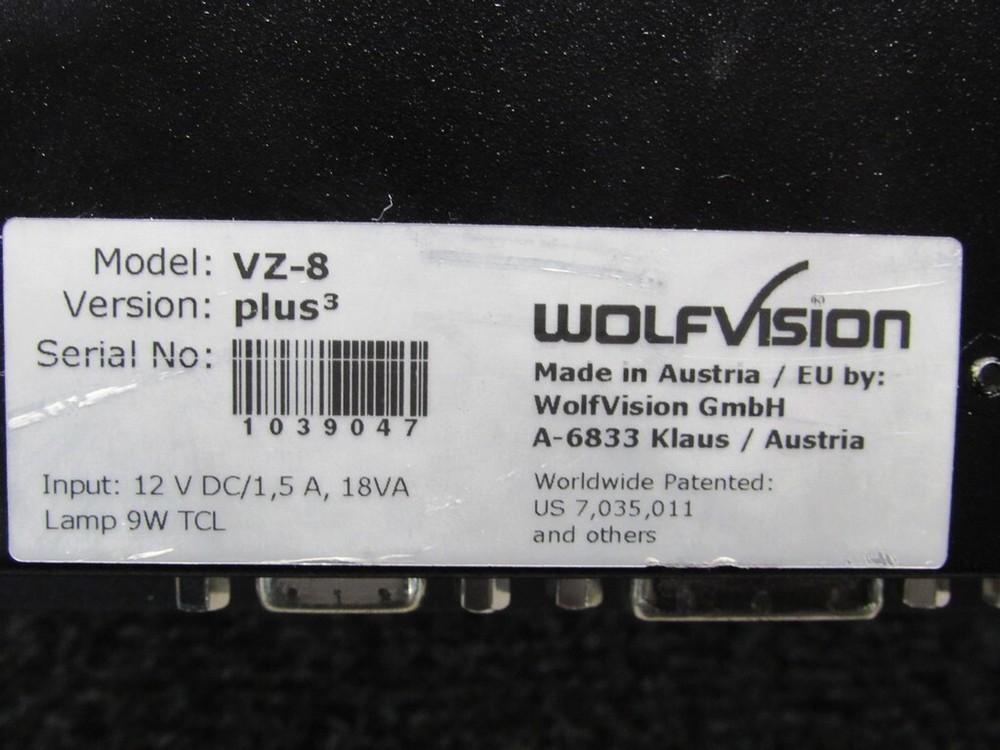 Model: VZ-8
Version: plus³
Serial No:
1039047
Input: 12 V DC/1,5 A, 18VA
Lamp 9W TCL
WOLFVISION®
Made in Austria / EU by:
WolfVision GmbH
A-6833 Klaus / Austria
Worldwide Patented:
US 7,035,011
and others